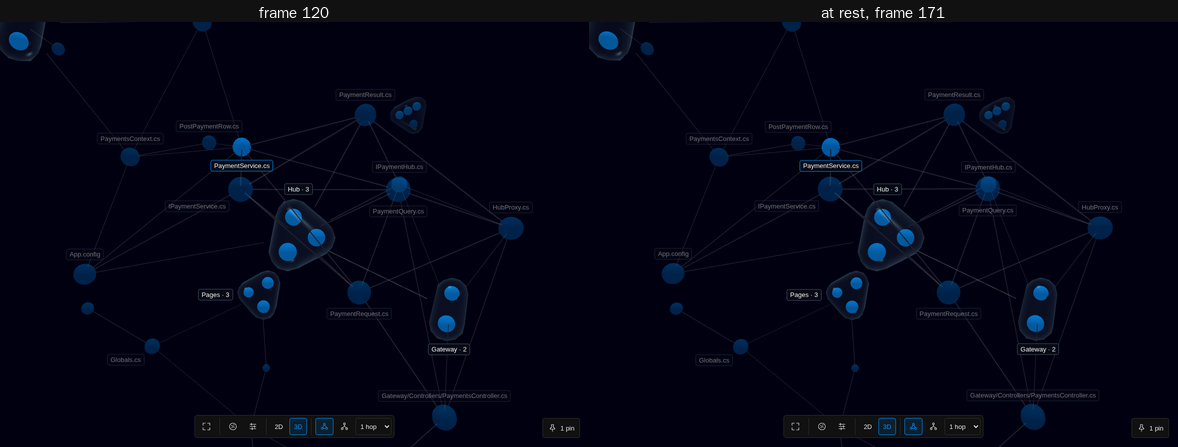 frame 120
PaymentResult.cs
PostPaymentRow.cs
PaymentsContext.cs
PaymentService.cs
IPaymentHub.cs
Hub · 3
IPaymentService.cs
PaymentQuery.cs
HubProxy.cs
App.config
Pages · 3
PaymentRequest.cs
Gateway · 2
Globals.cs
Gateway/Controllers/PaymentsController.cs
2D
3D
1 hop
1 pin
at rest, frame 171
PaymentResult.cs
PostPaymentRow.cs
PaymentsContext.cs
PaymentService.cs
IPaymentHub.cs
Hub · 3
IPaymentService.cs
PaymentQuery.cs
HubProxy.cs
App.config
Pages · 3
PaymentRequest.cs
Gateway · 2
Globals.cs
Gateway/Controllers/PaymentsController.cs
2D
3D
1 hop
1 pin